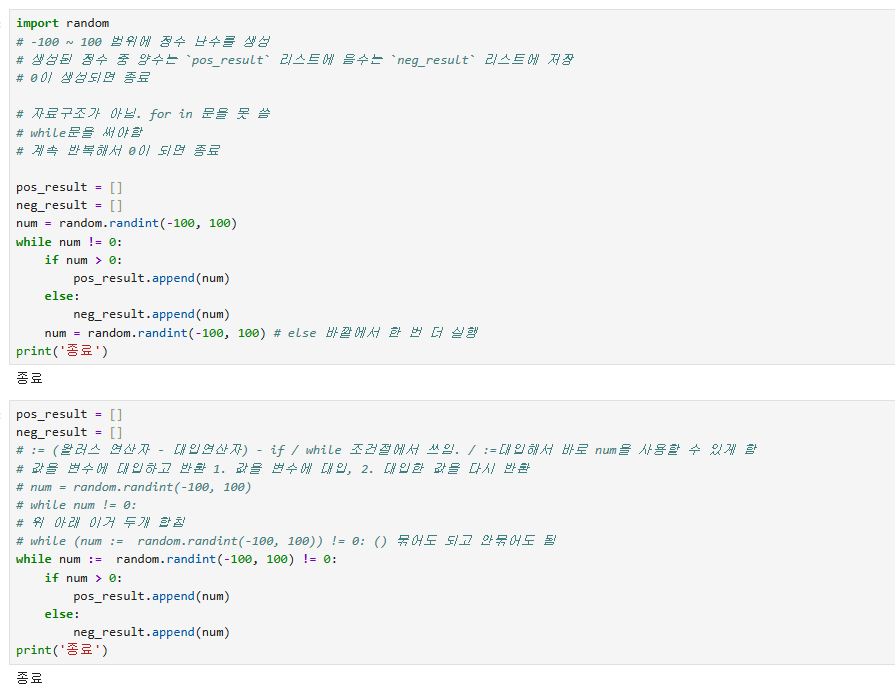 import random
# -100 ~ 100 범위에 정수 난수를 생성
# 생성된 정수 중 양수는 `pos_result` 리스트에 음수는 `neg_result` 리스트에 저장
# 0이 생성되면 종료
# 자료구조가 아님. for in 문을 못 씀
# while문을 써야함
# 계속 반복해서 0이 되면 종료
pos_result = []
neg_result = []
num = random.randint(-100, 100)
while num != 0:
    if num > 0:
        pos_result.append(num)
    else:
        neg_result.append(num)
    num = random.randint(-100, 100) # else 바깥에서 한 번 더 실행
print('종료')
종료
pos_result = []
neg_result = []
# := (왈러스 연산자 - 대입연산자) - if / while 조건절에서 쓰임. / :=대입해서 바로 num을 사용할 수 있게 함
# 값을 변수에 대입하고 반환 1. 값을 변수에 대입, 2. 대입한 값을 다시 반환
# num = random.randint(-100, 100)
# while num != 0:
# 위 아래 이거 두개 합침
# while (num :=  random.randint(-100, 100)) != 0: () 묶어도 되고 안묶어도 됨
while num :=  random.randint(-100, 100) != 0:
    if num > 0:
        pos_result.append(num)
    else:
        neg_result.append(num)
print('종료')
종료